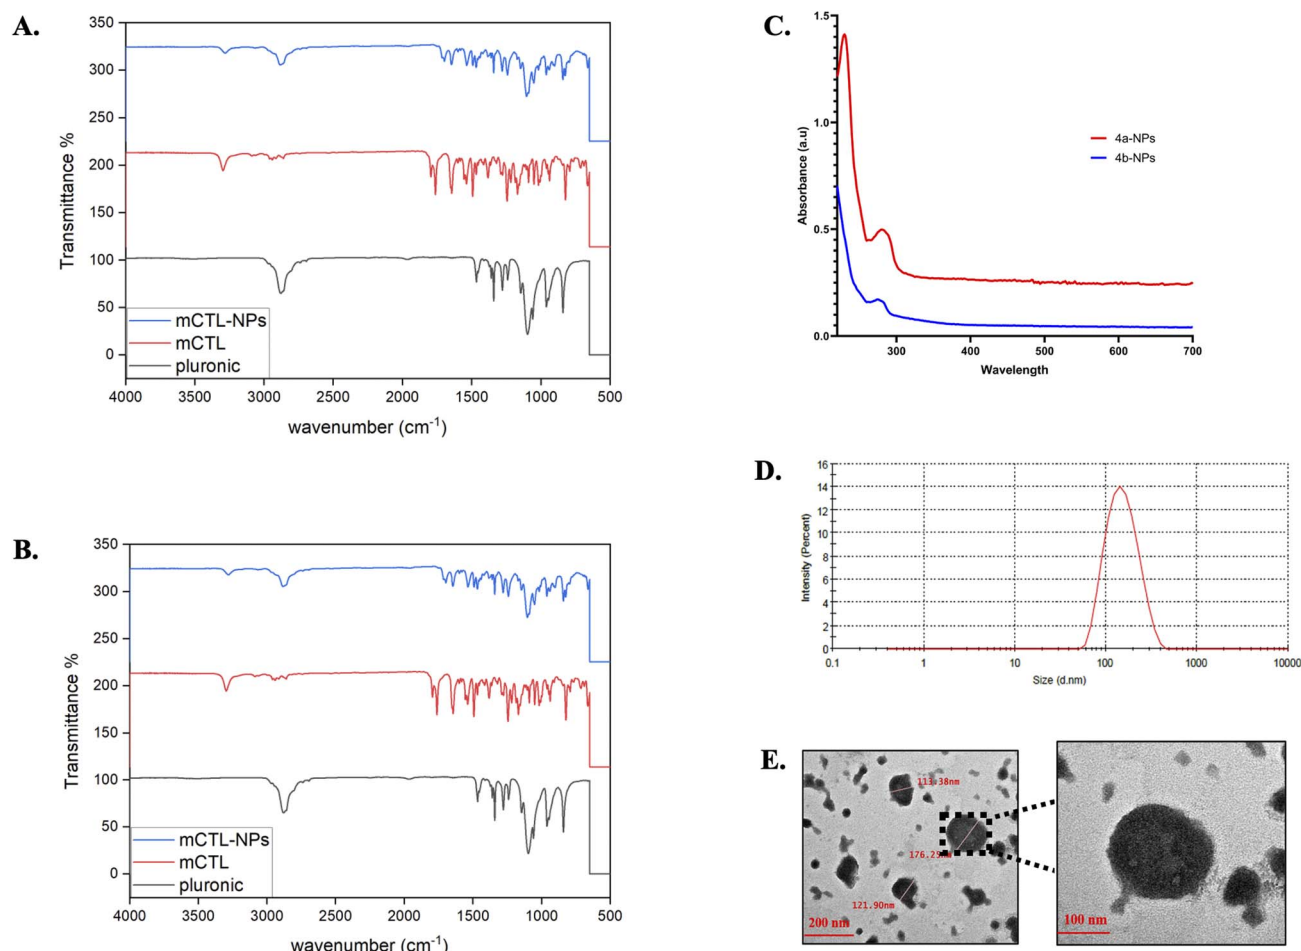 A.
350
300
250
200
150
100
50
0
Transmittance %
mCTL-NPs
mCTL
pluronic
4000 3500 3000 2500 2000 1500 1000 500
wavenumber (cm-1)
B.
350
300
250
200
150
100
50
0
Transmittance %
mCTL-NPs
mCTL
pluronic
4000 3500 3000 2500 2000 1500 1000 500
wavenumber (cm-1)
C.
1.5
1.0
0.5
0.0
Absorbance (a.u)
4a-NPs
4b-NPs
300 400 500 600 700
Wavelength
D.
16
14
12
10
8
6
4
2
0
Intensity (Percent)
0.1 1 10 100 1000 10000
Size (d.nm)
E.
113.38nm
176.25nm
121.90nm
200 nm
100 nm